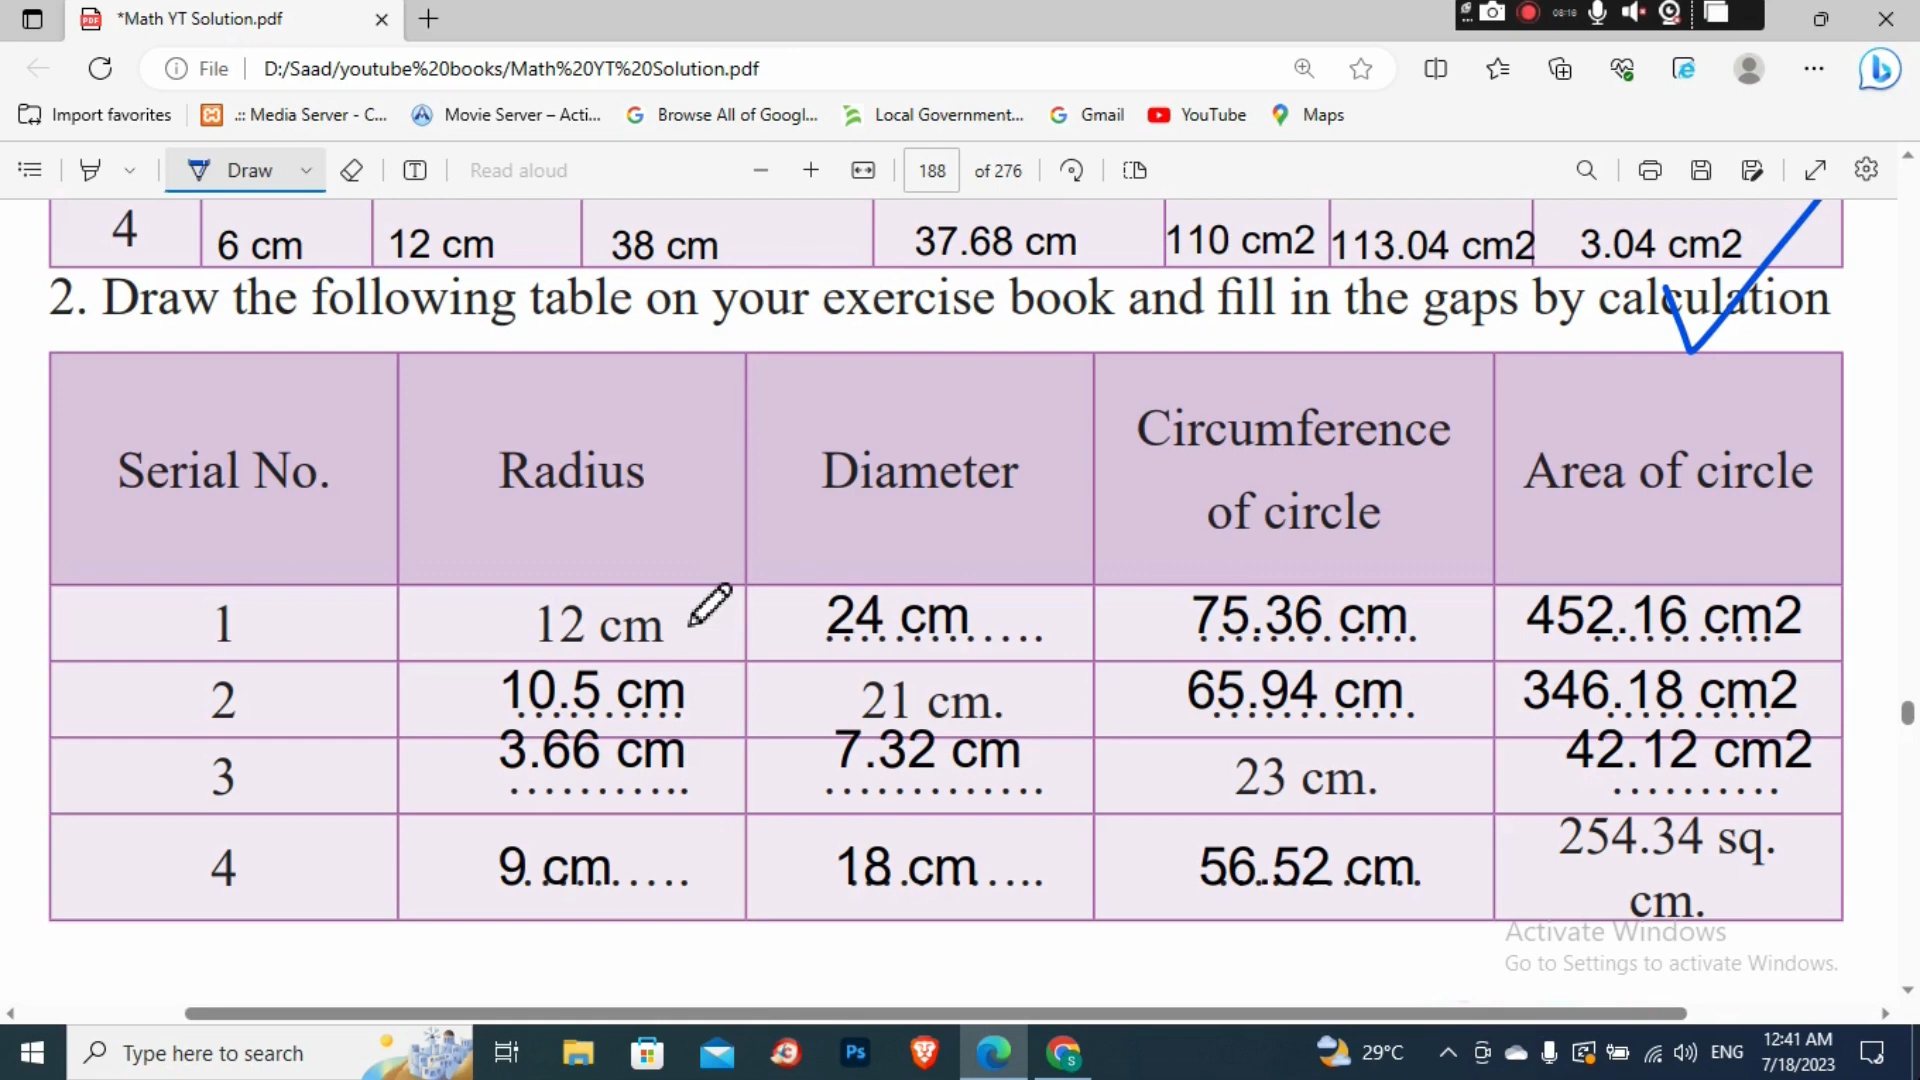 *Math YT Solution.pdf
08:18
File D:/Saad/youtube%20books/Math%20YT%20Solution.pdf
Import favorites .:: Media Server - C... Movie Server – Acti... Browse All of Googl... Local Government... Gmail YouTube Maps
Draw Read aloud 188 of 276
4 6 cm 12 cm 38 cm 37.68 cm 110 cm2 113.04 cm2 3.04 cm2
2. Draw the following table on your exercise book and fill in the gaps by calculation
Serial No. Radius Diameter Circumference of circle Area of circle
1 12 cm 24 cm 75.36 cm 452.16 cm2
2 10.5 cm 21 cm. 65.94 cm 346.18 cm2
3 3.66 cm 7.32 cm 23 cm. 42.12 cm2
4 9 cm 18 cm 56.52 cm 254.34 sq. cm.
Activate Windows
Go to Settings to activate Windows.
Type here to search Ps S 29°C ENG 12:41 AM
7/18/2023